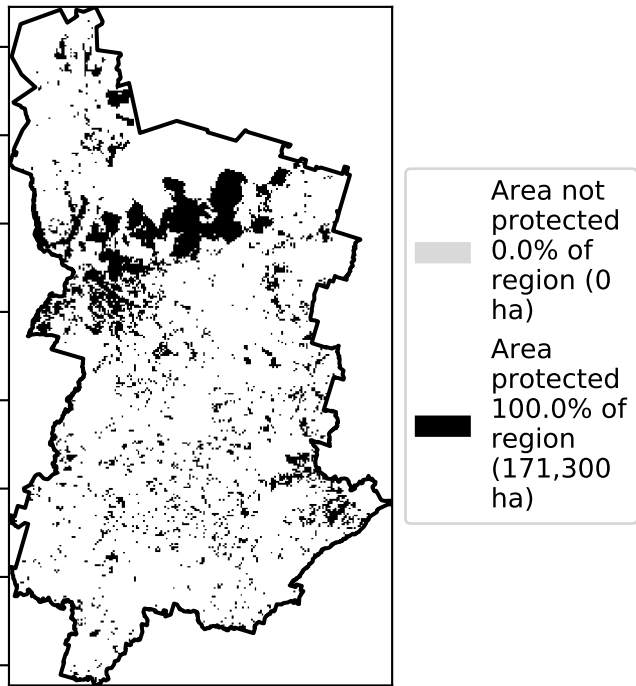 Area not
protected
0.0% of
region (0
ha)
Area
protected
100.0% of
region
(171,300
ha)